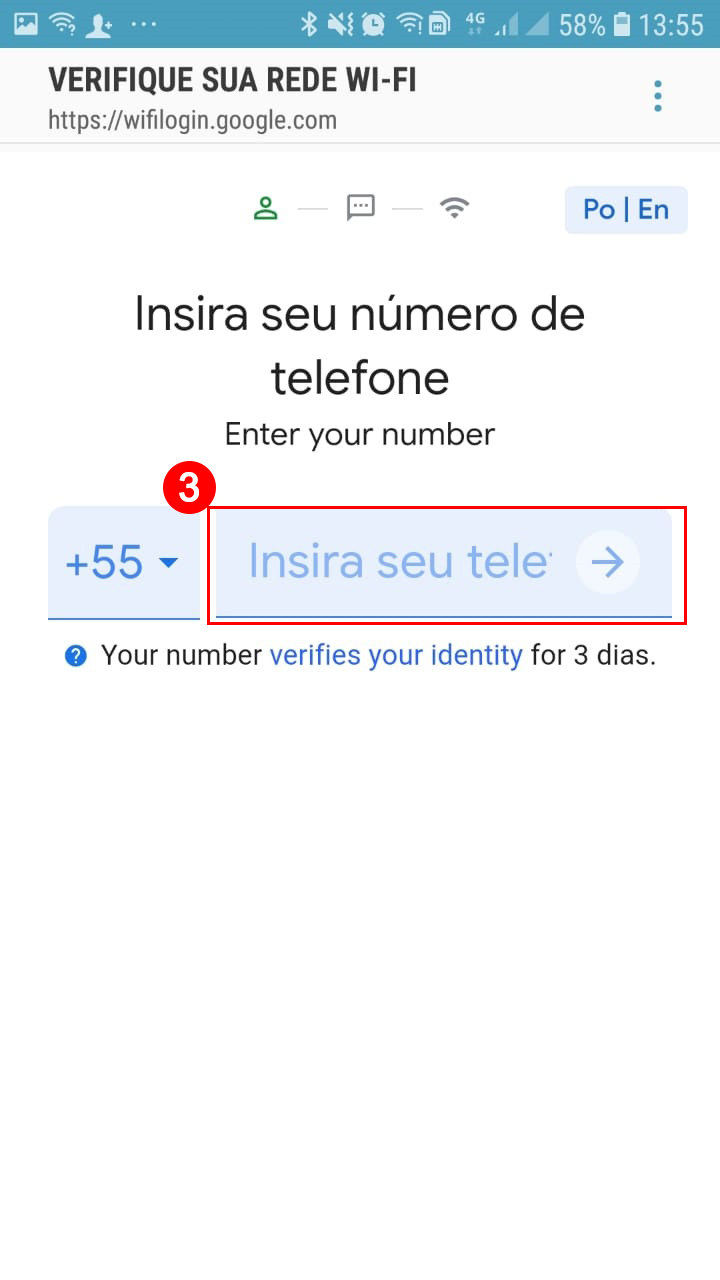 4G
58%
13:55
VERIFIQUE SUA REDE WI-FI
https://wifilogin.google.com
Po | En
Insira seu número de
telefone
Enter your number
3
+55
Insira seu tele
? Your number verifies your identity for 3 dias.